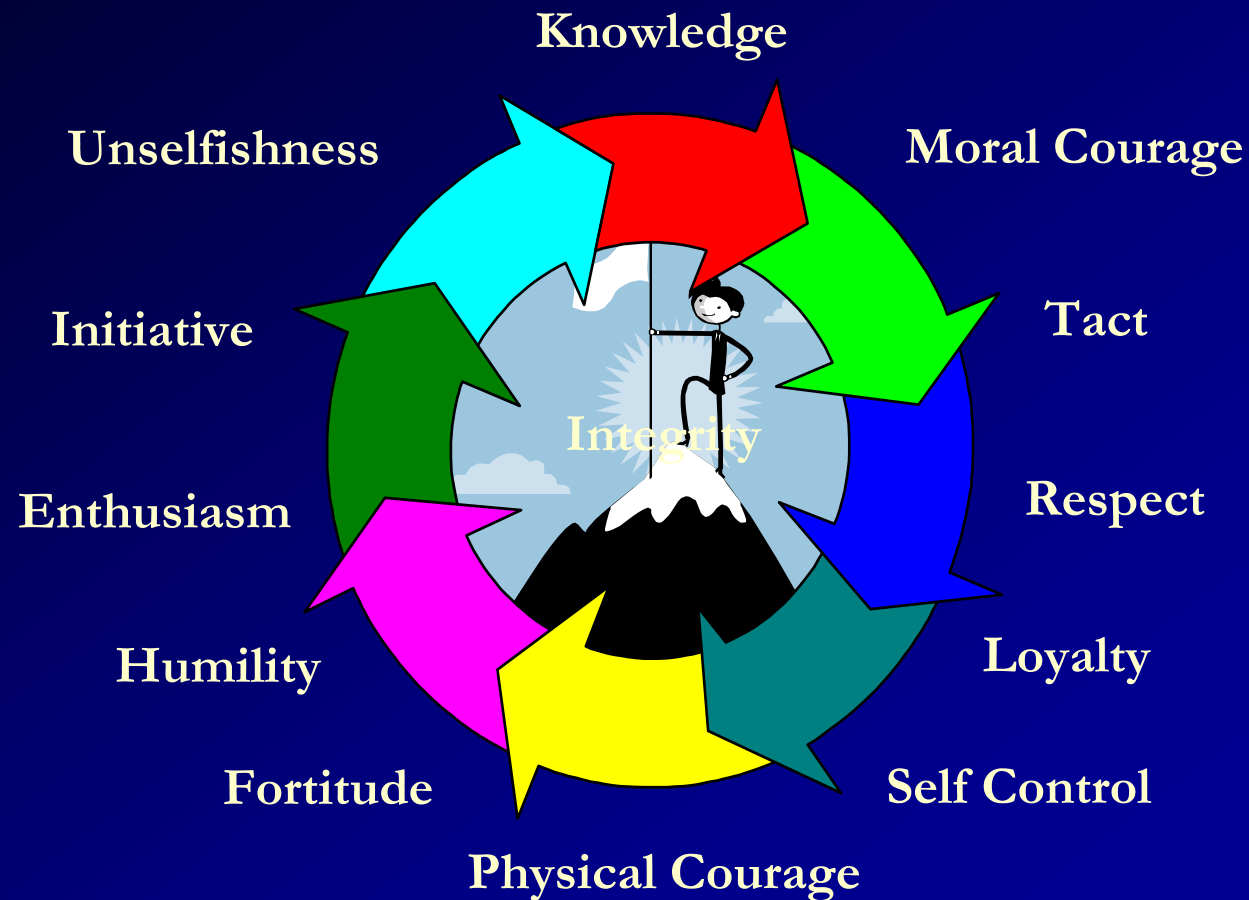 Knowledge
Unselfishness
Moral Courage
Initiative
Tact
Integrity
Enthusiasm
Respect
Humility
Loyalty
Fortitude
Self Control
Physical Courage